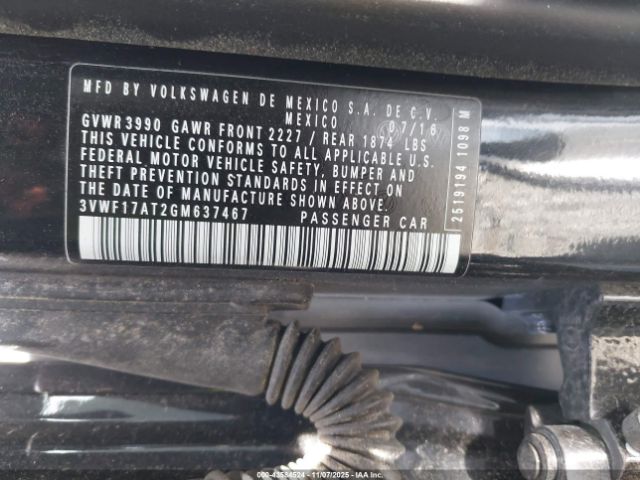 MFD BY VOLKSWAGEN DE MEXICO S.A. DE C.V.
MEXICO 07/16
GVWR 3990 GAWR FRONT 2227 / REAR 1874 LBS
THIS VEHICLE CONFORMS TO ALL APPLICABLE U.S.
FEDERAL MOTOR VEHICLE SAFETY, BUMPER AND
THEFT PREVENTION STANDARDS IN EFFECT ON
THE DATE OF MANUFACTURE SHOWN ABOVE.
3VWF17AT2GM637467 PASSENGER CAR
2519194 1098 M
00-43584524 - 11/07/2025 - ©IAA